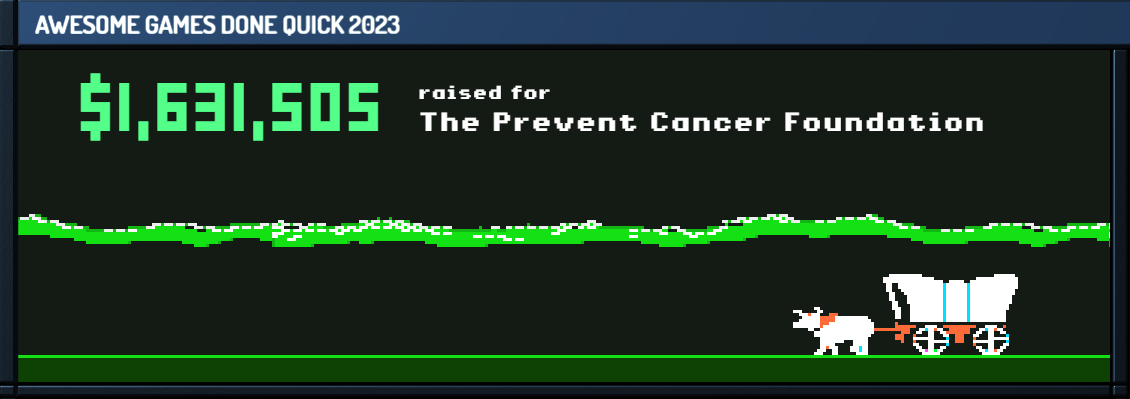 AWESOME GAMES DONE QUICK 2023
$1,631,505
raised for
The Prevent Cancer Foundation